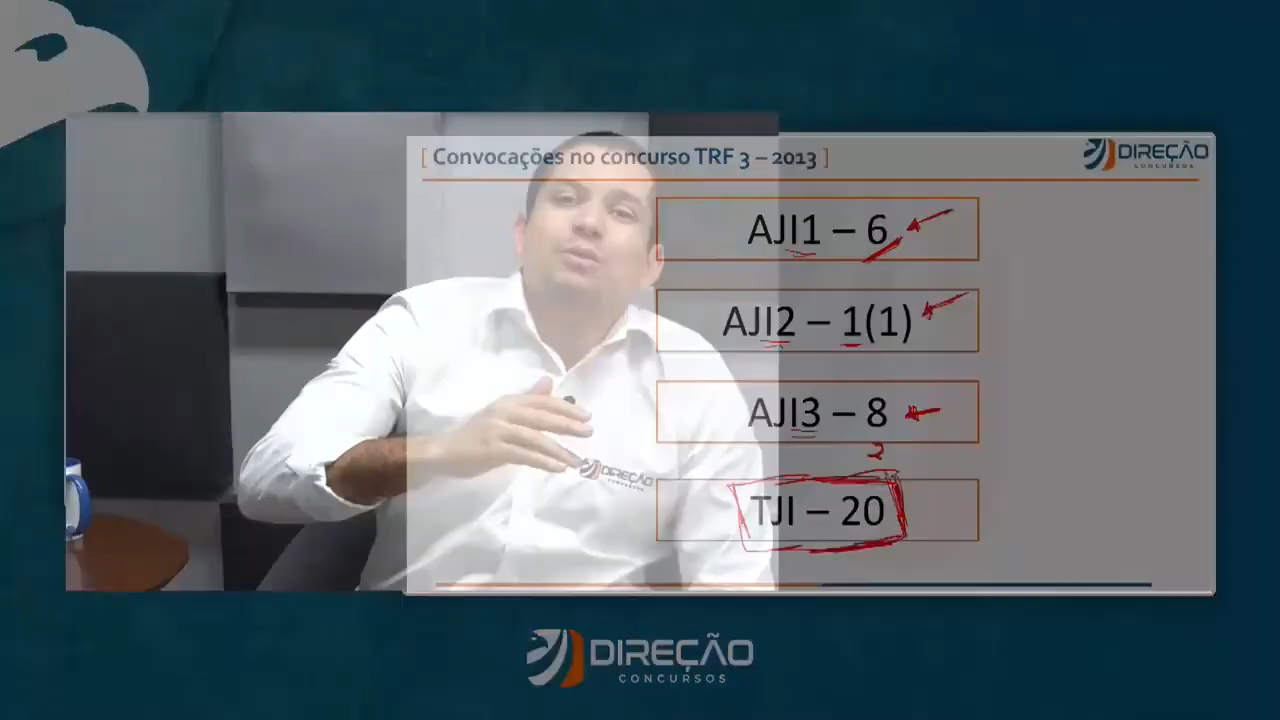 [ Convocações no concurso TRF 3 – 2013 ]
DIREÇÃO
CONCURSOS
AJI1 – 6
AJI2 – 1(1)
AJI3 – 8
2
TJI – 20
DIREÇÃO
CONCURSOS
DIREÇÃO
CONCURSOS